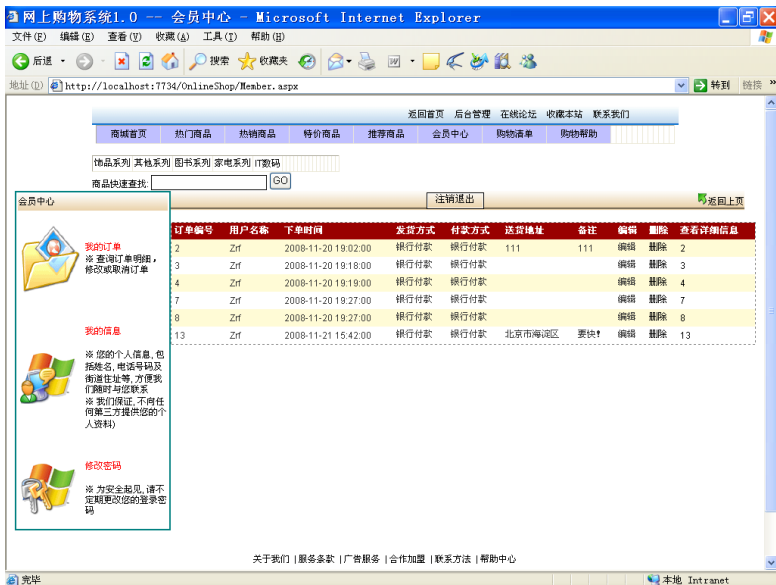 网上购物系统1.0 -- 会员中心 - Microsoft Internet Explorer
文件(F) 编辑(E) 查看(V) 收藏(A) 工具(T) 帮助(H)
后退 搜索 收藏夹
地址(D) http://localhost:7734/OnlineShop/Member.aspx 转到 链接 »
返回首页 后台管理 在线论坛 收藏本站 联系我们
商城首页 热门商品 热销商品 特价商品 推荐商品 会员中心 购物清单 购物帮助
饰品系列 其他系列 图书系列 家电系列 IT数码
商品快速查找: GO
会员中心 注销退出 返回上页
订单编号 用户名称 下单时间 发货方式 付款方式 送货地址 备注 编辑 删除 查看详细信息
2 Zrf 2008-11-20 19:02:00 银行付款 银行付款 111 111 编辑 删除 2
3 Zrf 2008-11-20 19:18:00 银行付款 银行付款 编辑 删除 3
4 Zrf 2008-11-20 19:19:00 银行付款 银行付款 编辑 删除 4
7 Zrf 2008-11-20 19:27:00 银行付款 银行付款 编辑 删除 7
8 Zrf 2008-11-20 19:27:00 银行付款 银行付款 编辑 删除 8
13 Zrf 2008-11-21 15:42:00 银行付款 银行付款 北京市海淀区 要快! 编辑 删除 13
我的订单
※ 查询订单明细，
修改或取消订单
我的信息
※ 您的个人信息,包
括姓名,电话号码及
街道住址等,方便我
们随时与您联系
※ 我们保证,不向任
何第三方提供您的个
人资料)
修改密码
※ 为安全起见,请不
定期更改您的登录密
码
关于我们 |服务条款 |广告服务 |合作加盟 |联系方法 |帮助中心
完毕 本地 Intranet